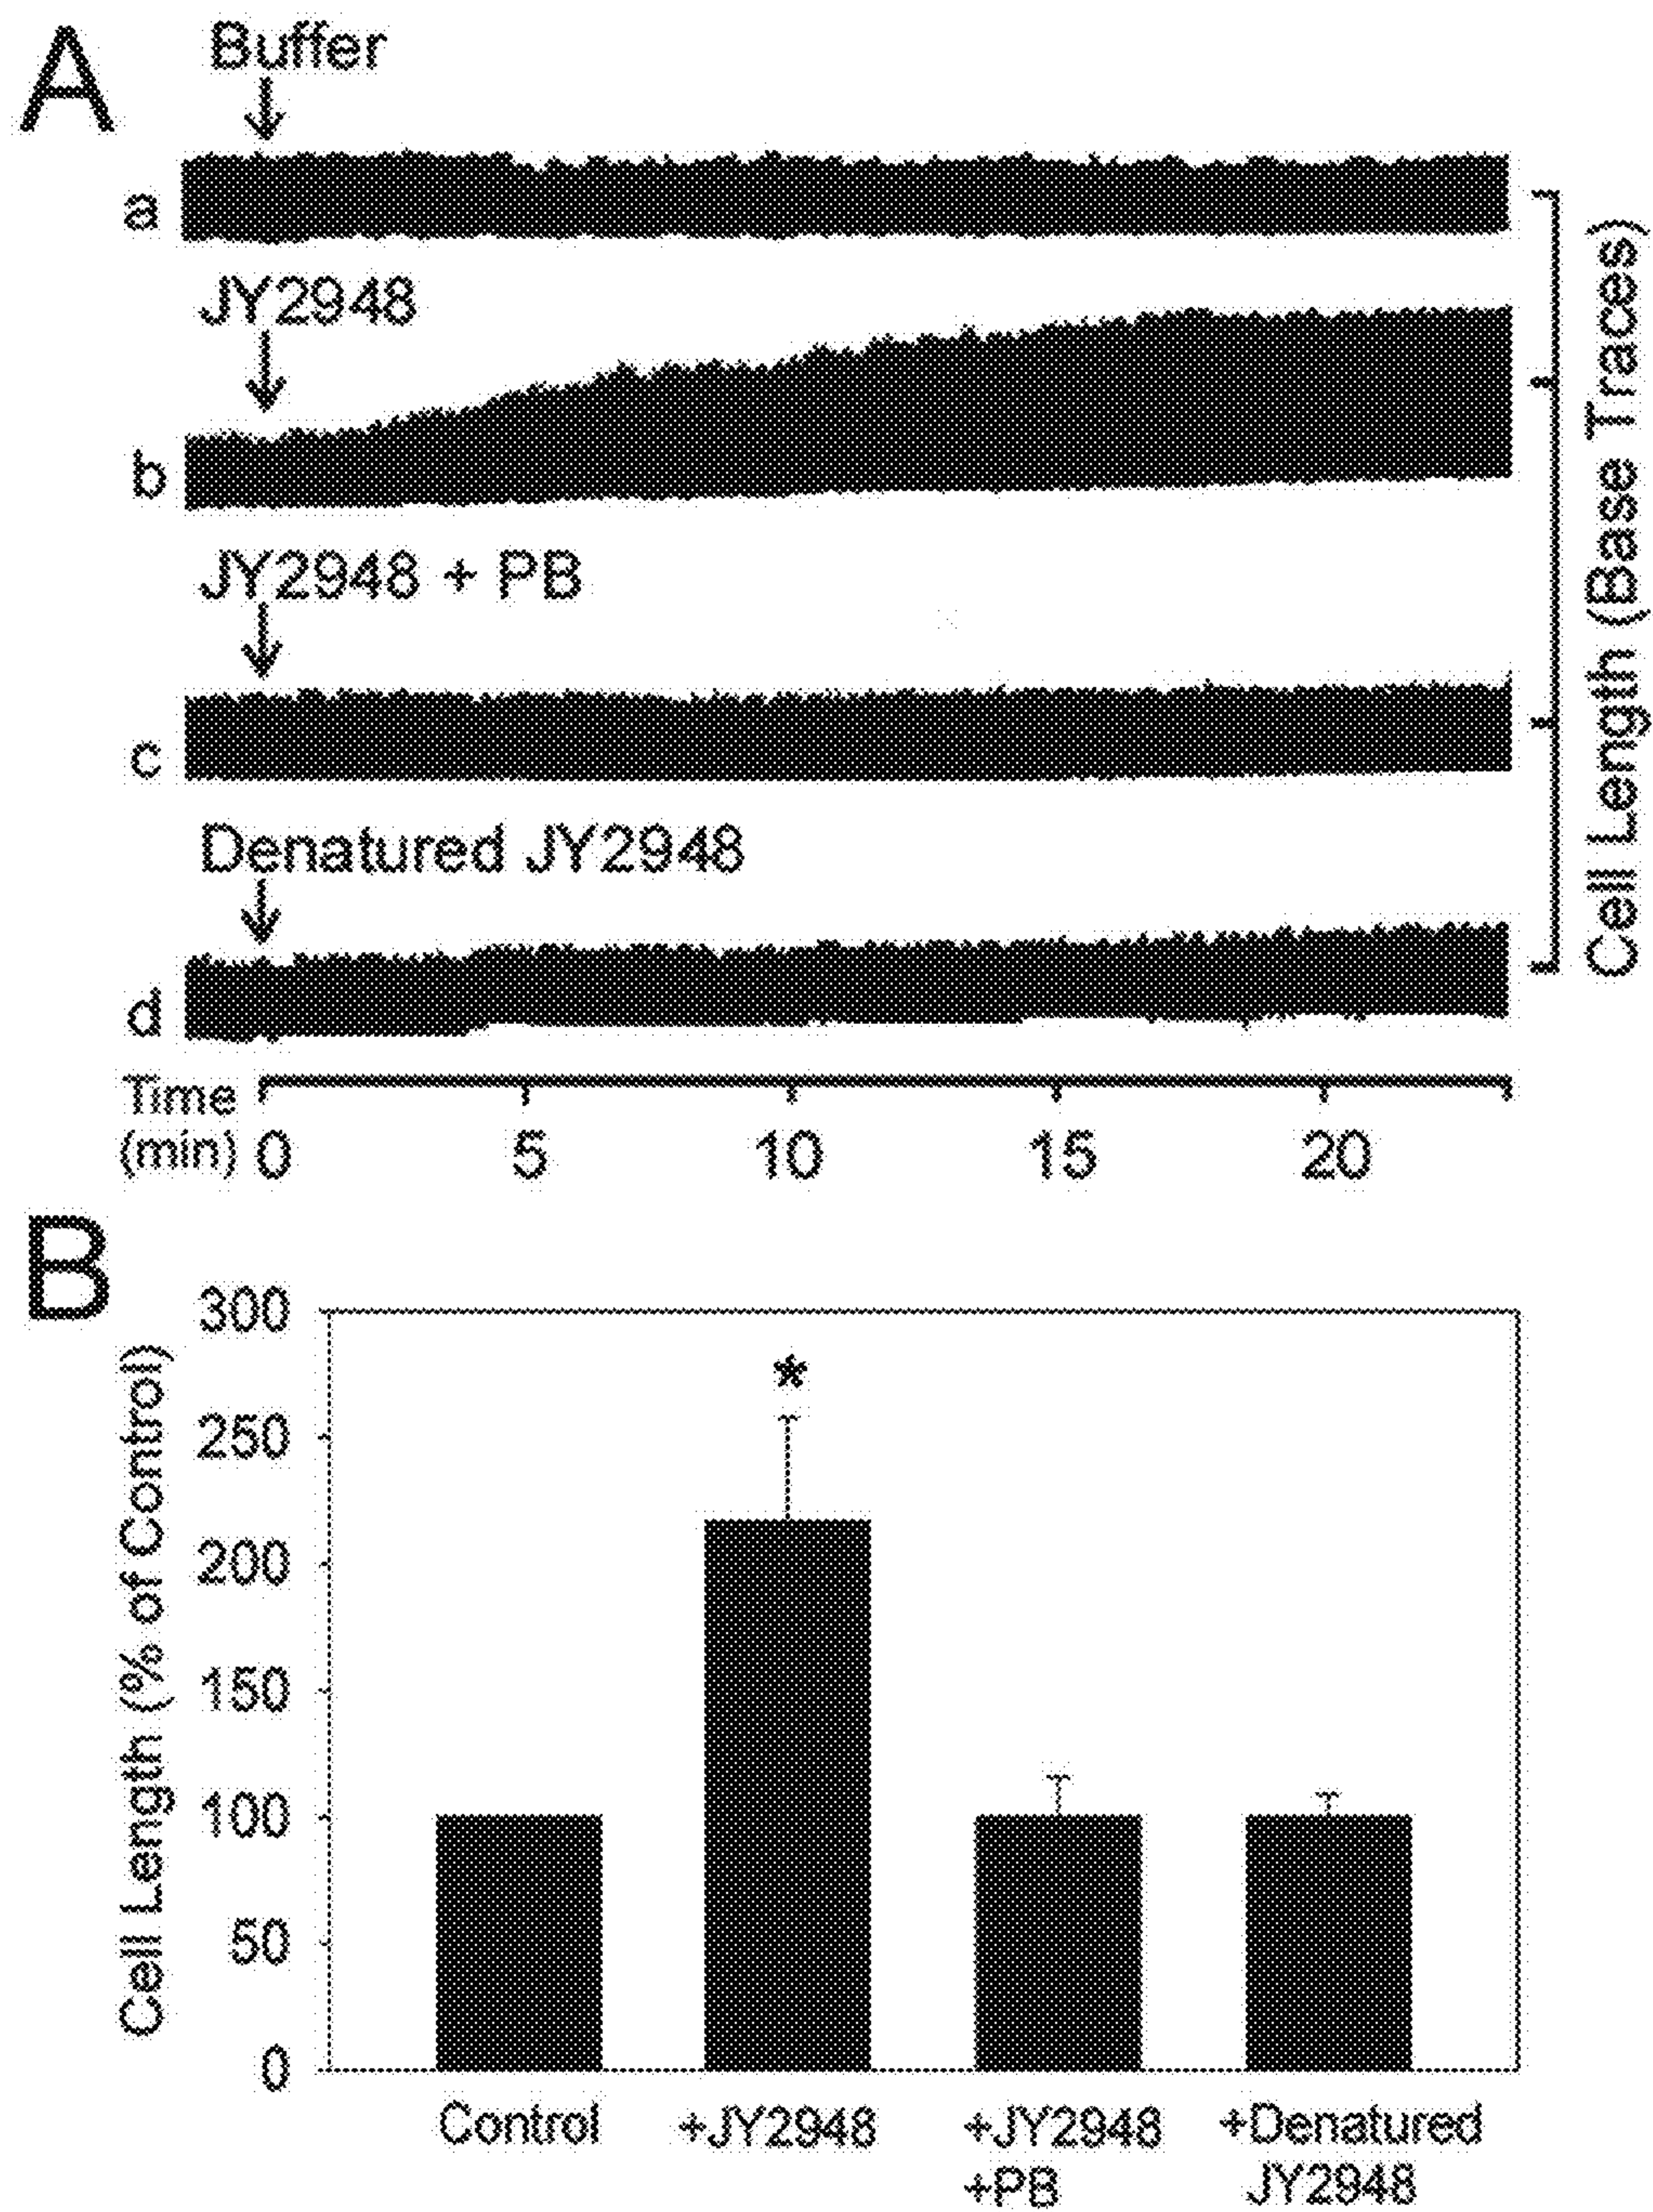 A
Buffer
a
JY2948
b
JY2948 + PB
c
Denatured JY2948
d
Cell Length (Base Traces)
Time
(min) 0 5 10 15 20
B
300
250
200
150
100
50
0
Cell Length (% of Control)
*
Control +JY2948 +JY2948 +Denatured
+PB JY2948